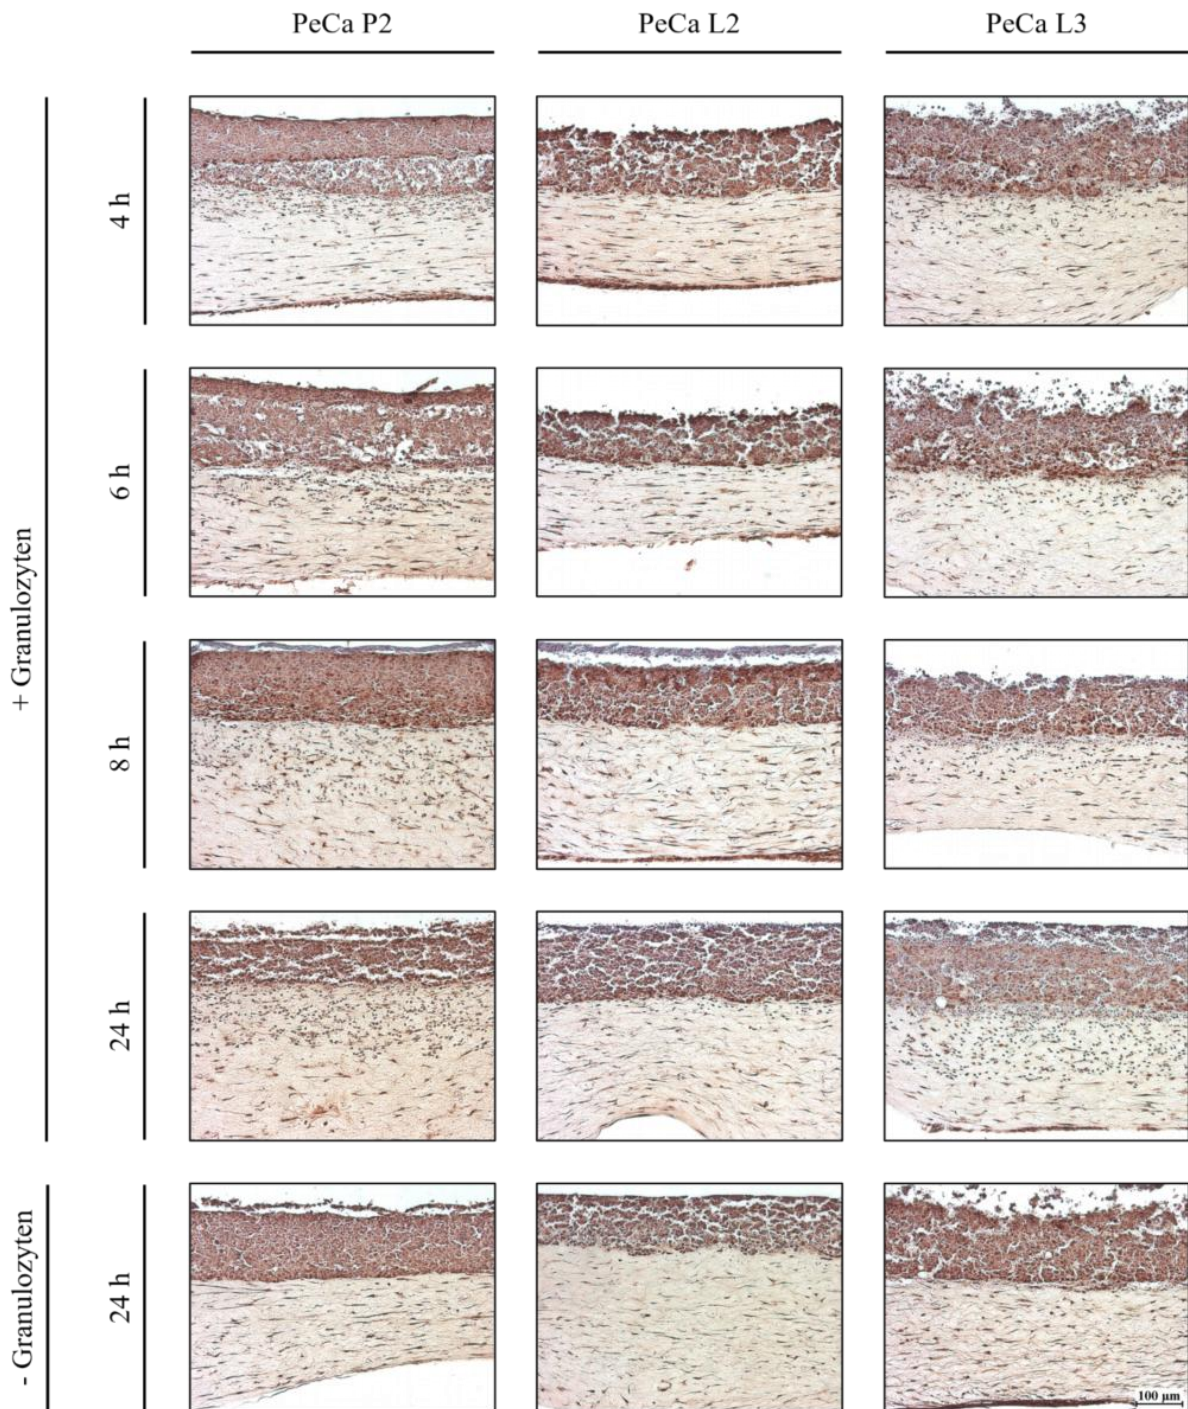 PeCa P2
PeCa L2
PeCa L3
+ Granulozyten
4 h
6 h
8 h
24 h
- Granulozyten
24 h
100 µm